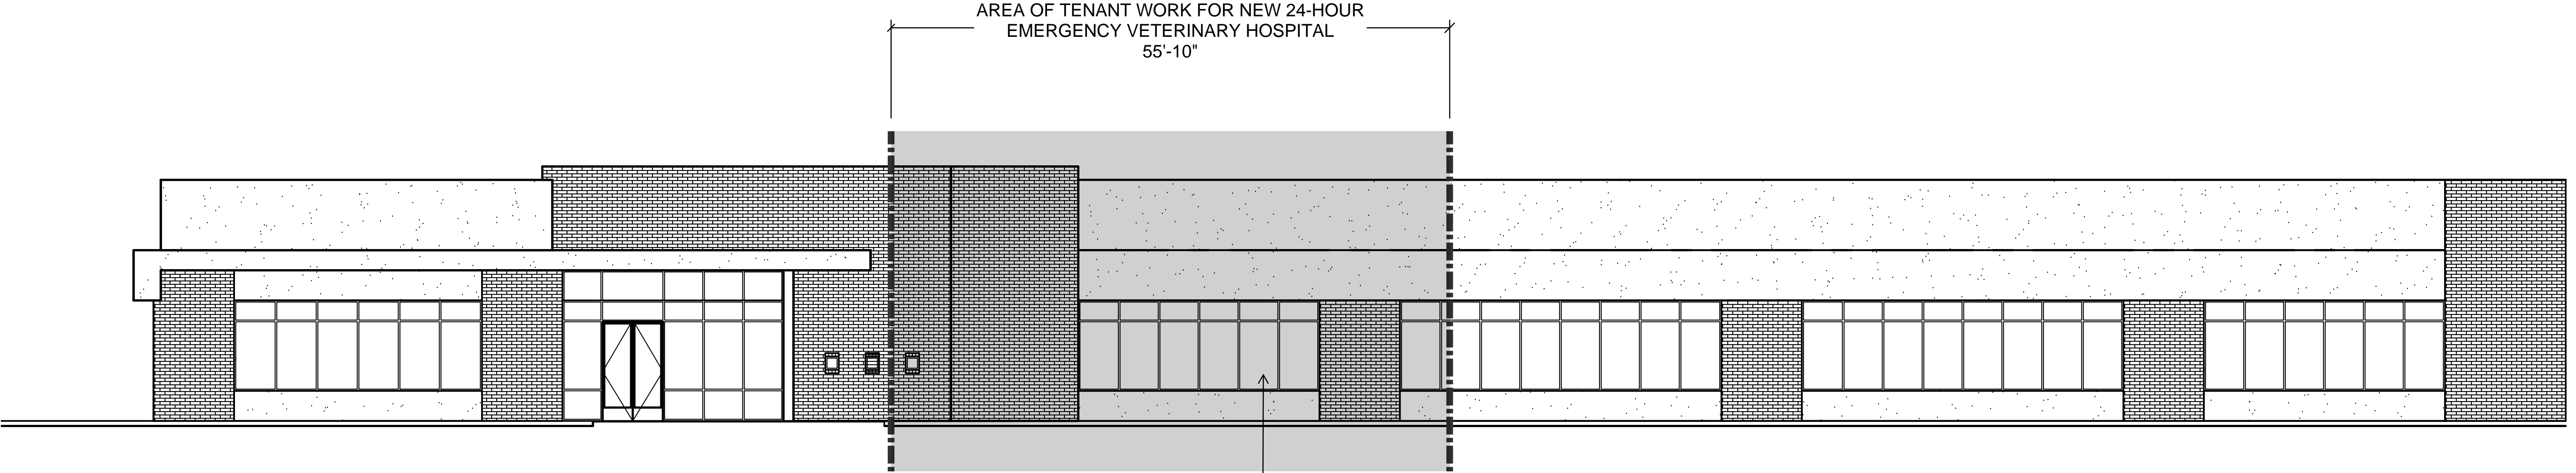 AREA OF TENANT WORK FOR NEW 24-HOUR
EMERGENCY VETERINARY HOSPITAL
55'-10"